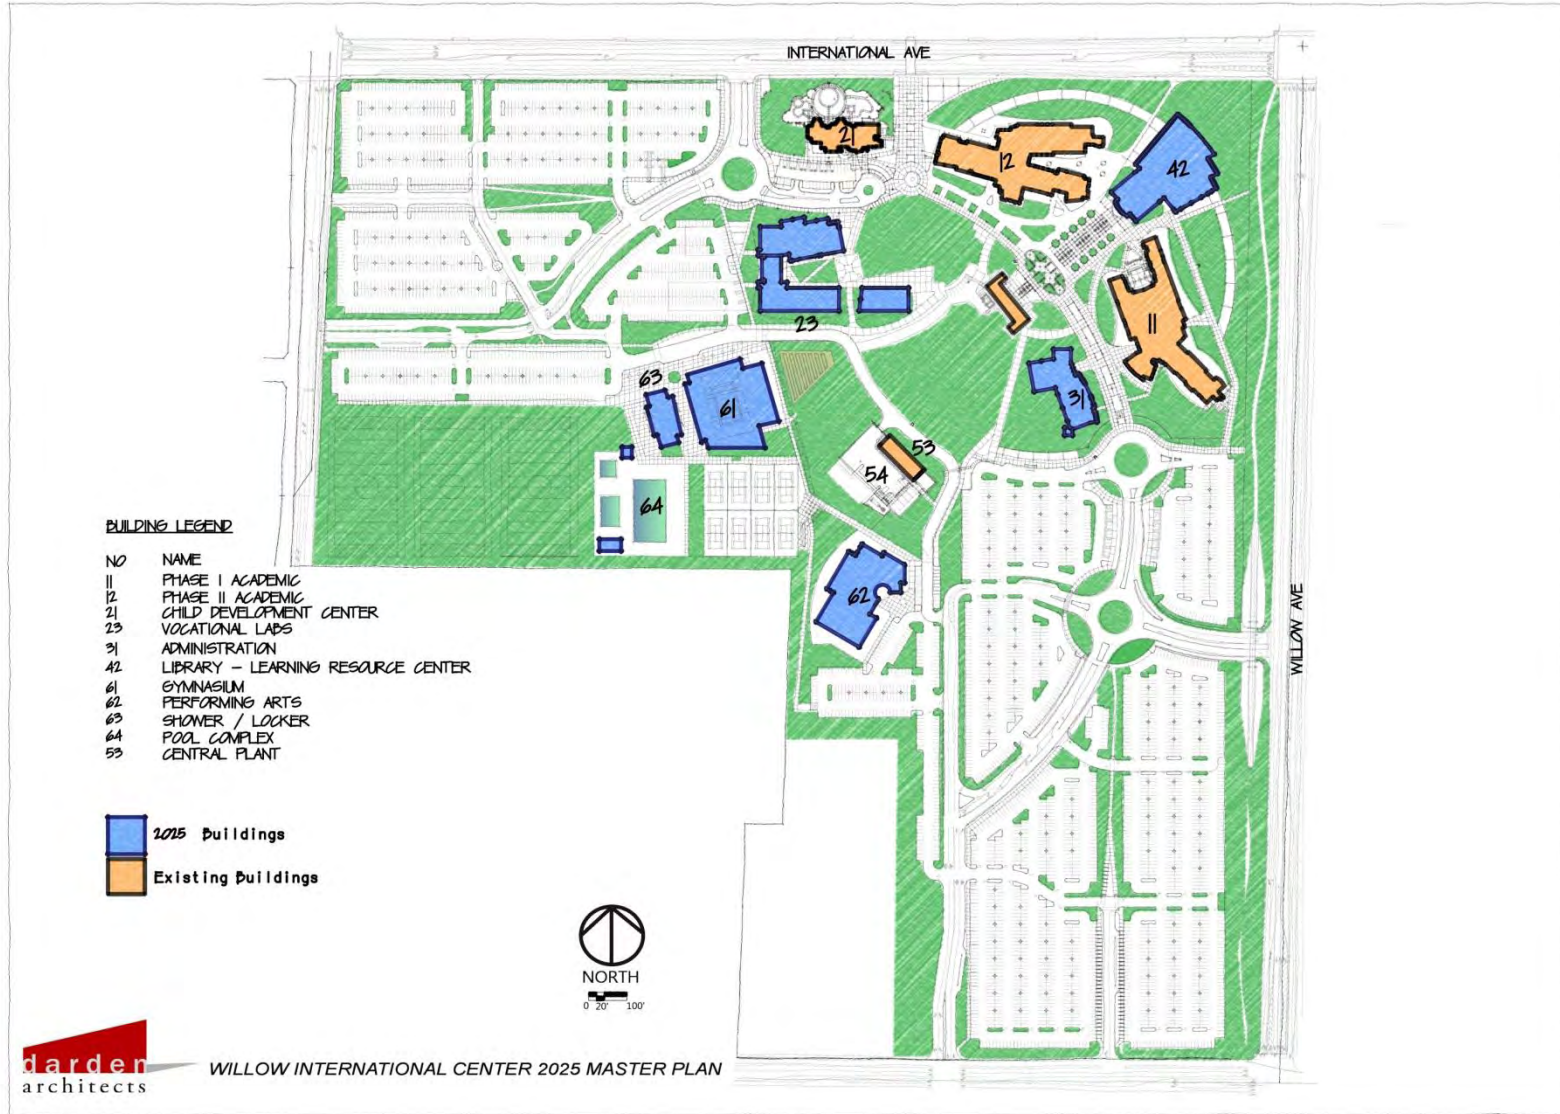 INTERNATIONAL AVE
21
12
42
11
23
31
63
61
53
54
64
62
WILLOW AVE
BUILDING LEGEND
NO NAME
11 PHASE I ACADEMIC
12 PHASE II ACADEMIC
21 CHILD DEVELOPMENT CENTER
23 VOCATIONAL LABS
31 ADMINISTRATION
42 LIBRARY – LEARNING RESOURCE CENTER
61 GYMNASIUM
62 PERFORMING ARTS
63 SHOWER / LOCKER
64 POOL COMPLEX
53 CENTRAL PLANT
2025 Buildings
Existing Buildings
NORTH
0 20' 100'
darden
architects
WILLOW INTERNATIONAL CENTER 2025 MASTER PLAN